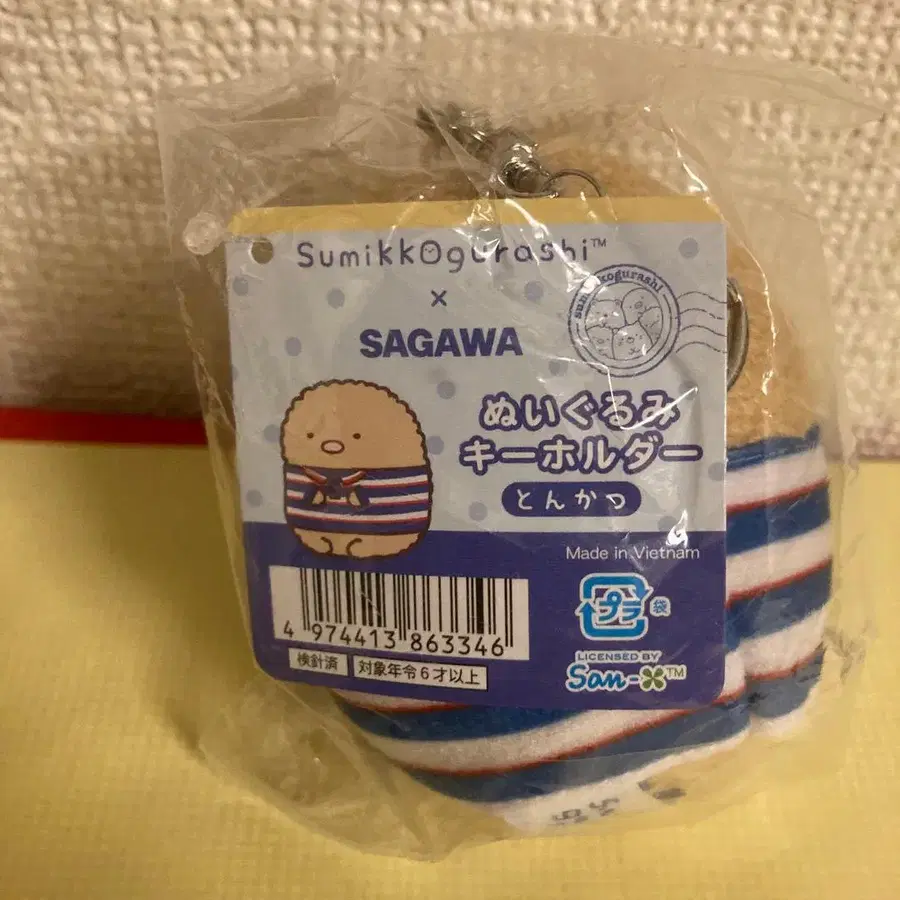 Sumikkogurashi™
×
SAGAWA
sumikkogurashi
ぬいぐるみ
キーホルダー
とんかつ
Made in Vietnam
4 974413 863346
プラ 袋
検針済
対象年令6才以上
LICENSED BY
San-X™